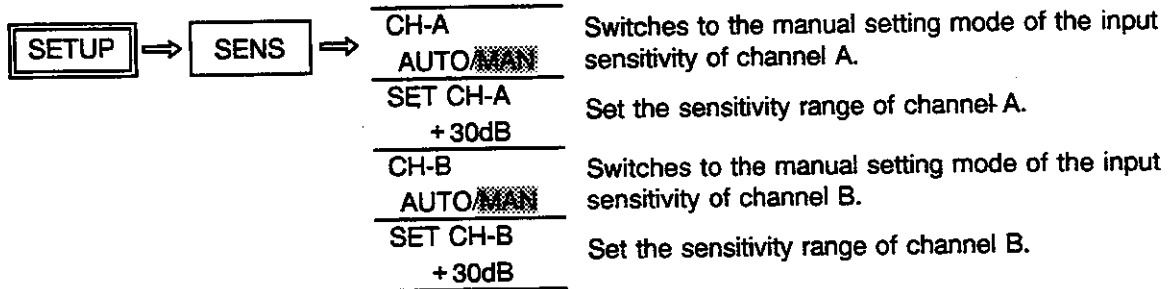 SETUP ⇒ SENS ⇒
CH-A
AUTO/MAN
Switches to the manual setting mode of the input
sensitivity of channel A.
SET CH-A
+30dB
Set the sensitivity range of channel A.
CH-B
AUTO/MAN
Switches to the manual setting mode of the input
sensitivity of channel B.
SET CH-B
+30dB
Set the sensitivity range of channel B.